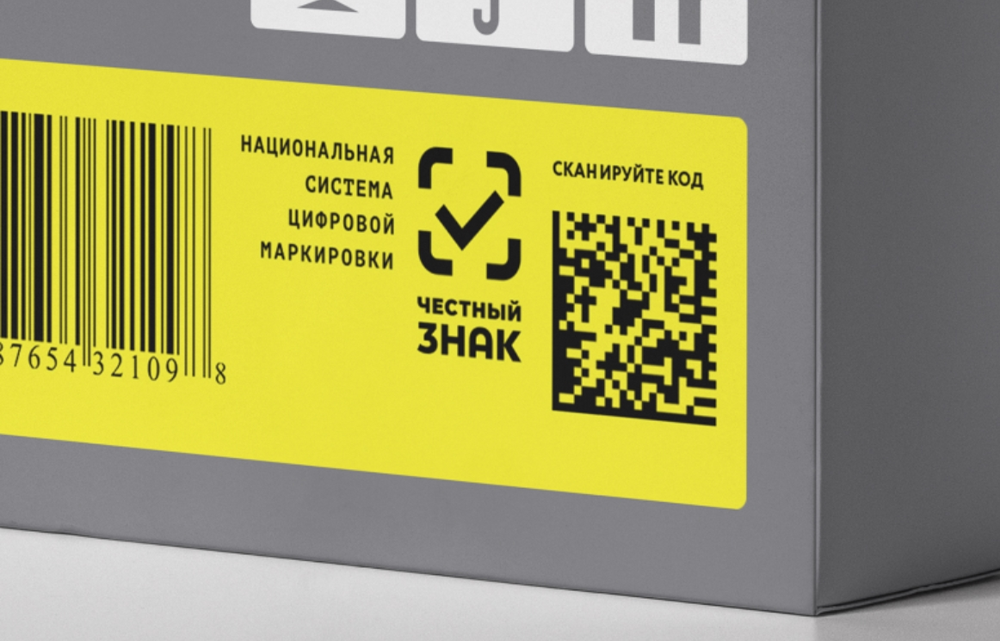 87654 32109 8
НАЦИОНАЛЬНАЯ
СИСТЕМА
ЦИФРОВОЙ
МАРКИРОВКИ
ЧЕСТНЫЙ
ЗНАК
СКАНИРУЙТЕ КОД